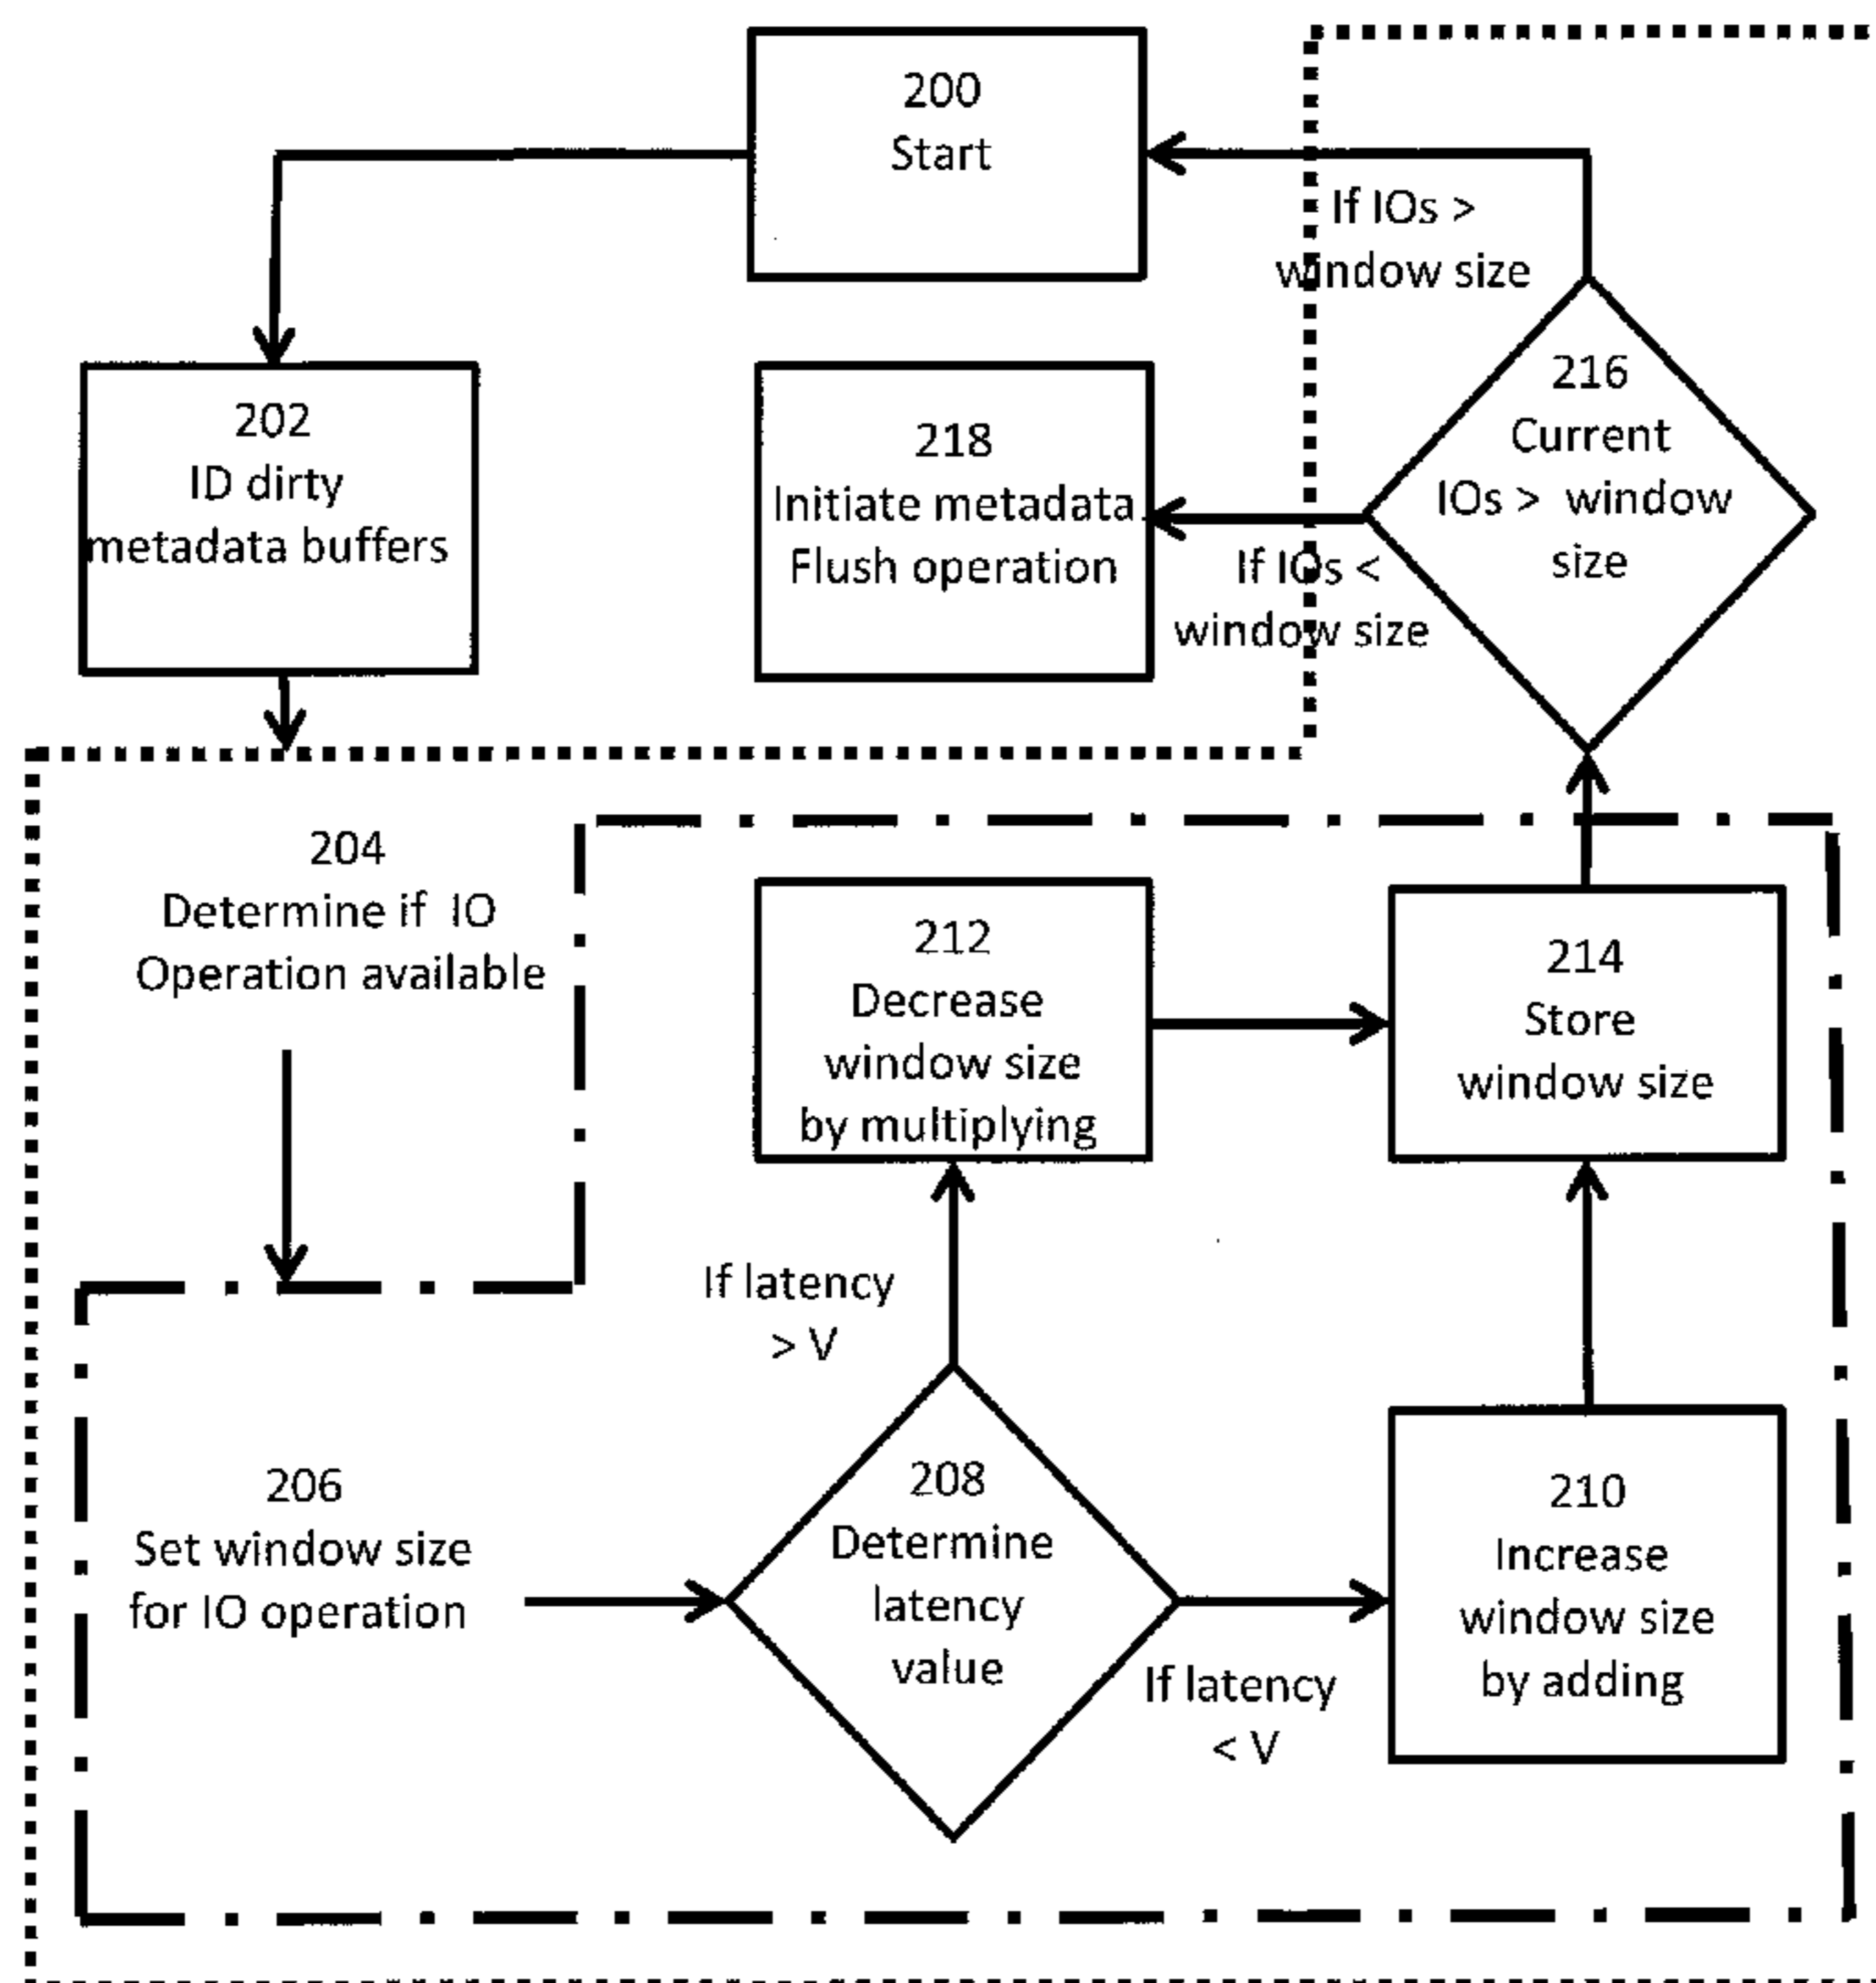 200
Start
If IOs >
window size
202
ID dirty
metadata buffers
218
Initiate metadata
Flush operation
If IOs <
window size
216
Current
IOs > window
size
204
Determine if IO
Operation available
212
Decrease
window size
by multiplying
214
Store
window size
If latency
> V
206
Set window size
for IO operation
208
Determine
latency
value
If latency
< V
210
Increase
window size
by adding